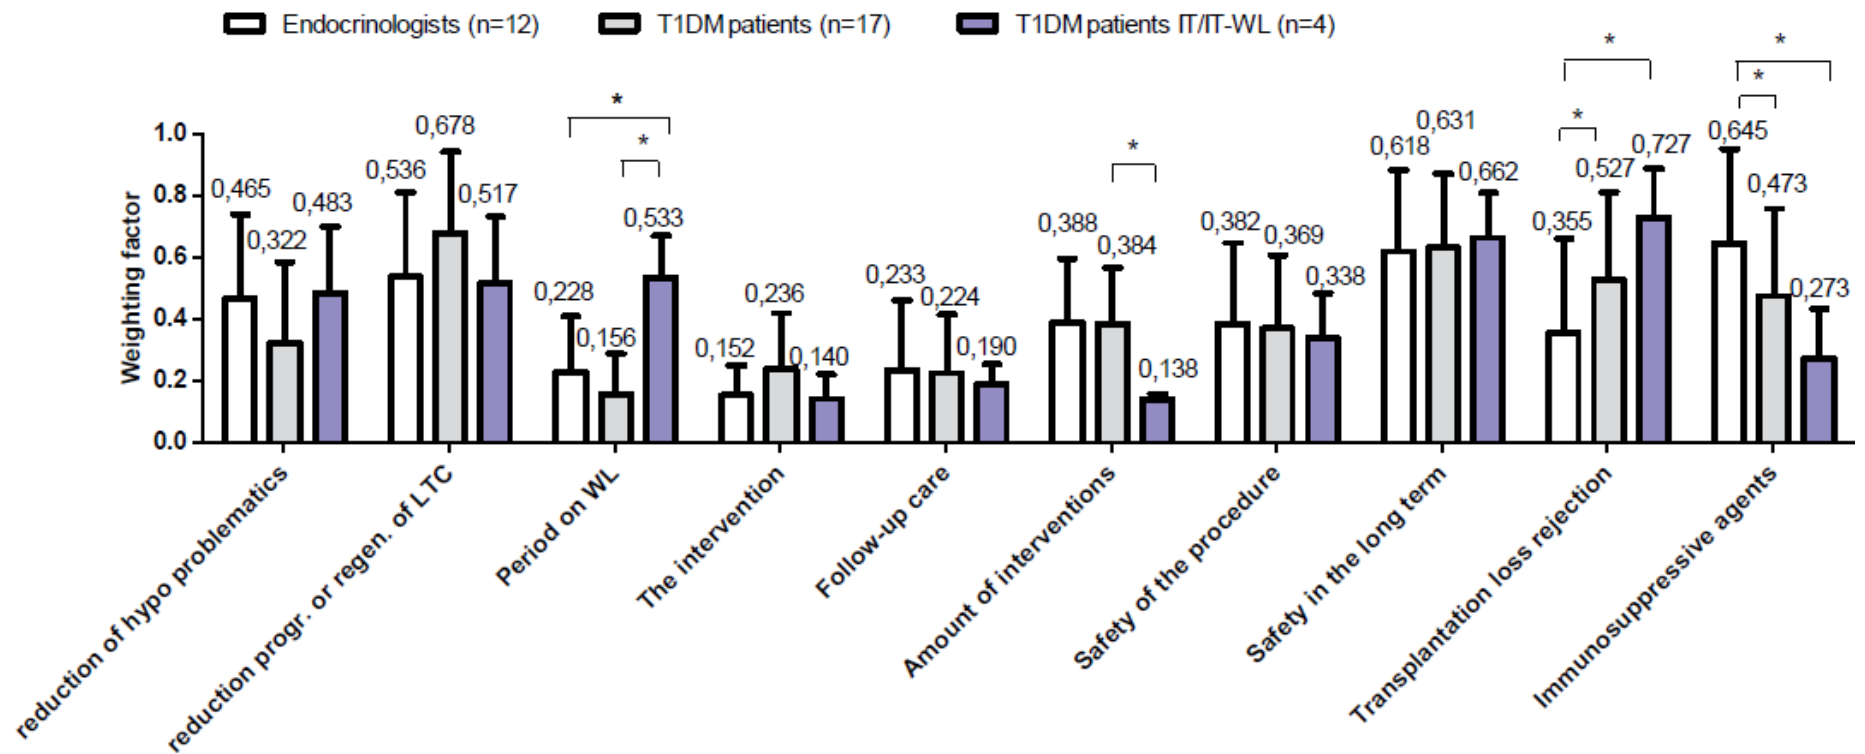 Endocrinologists (n=12) T1DM patients (n=17) T1DM patients IT/IT-WL (n=4)
* *
* * * * *
Weighting factor
1.0
0.8
0.6
0.4
0.2
0.0
0,465 0,322 0,483
0,536 0,678 0,517
0,228 0,156 0,533
0,152 0,236 0,140
0,233 0,224 0,190
0,388 0,384 0,138
0,382 0,369 0,338
0,618 0,631 0,662
0,355 0,527 0,727
0,645 0,473 0,273
reduction of hypo problematics
reduction progr. or regen. of LTC
Period on WL
The intervention
Follow-up care
Amount of interventions
Safety of the procedure
Safety in the long term
Transplantation loss rejection
Immunosuppressive agents